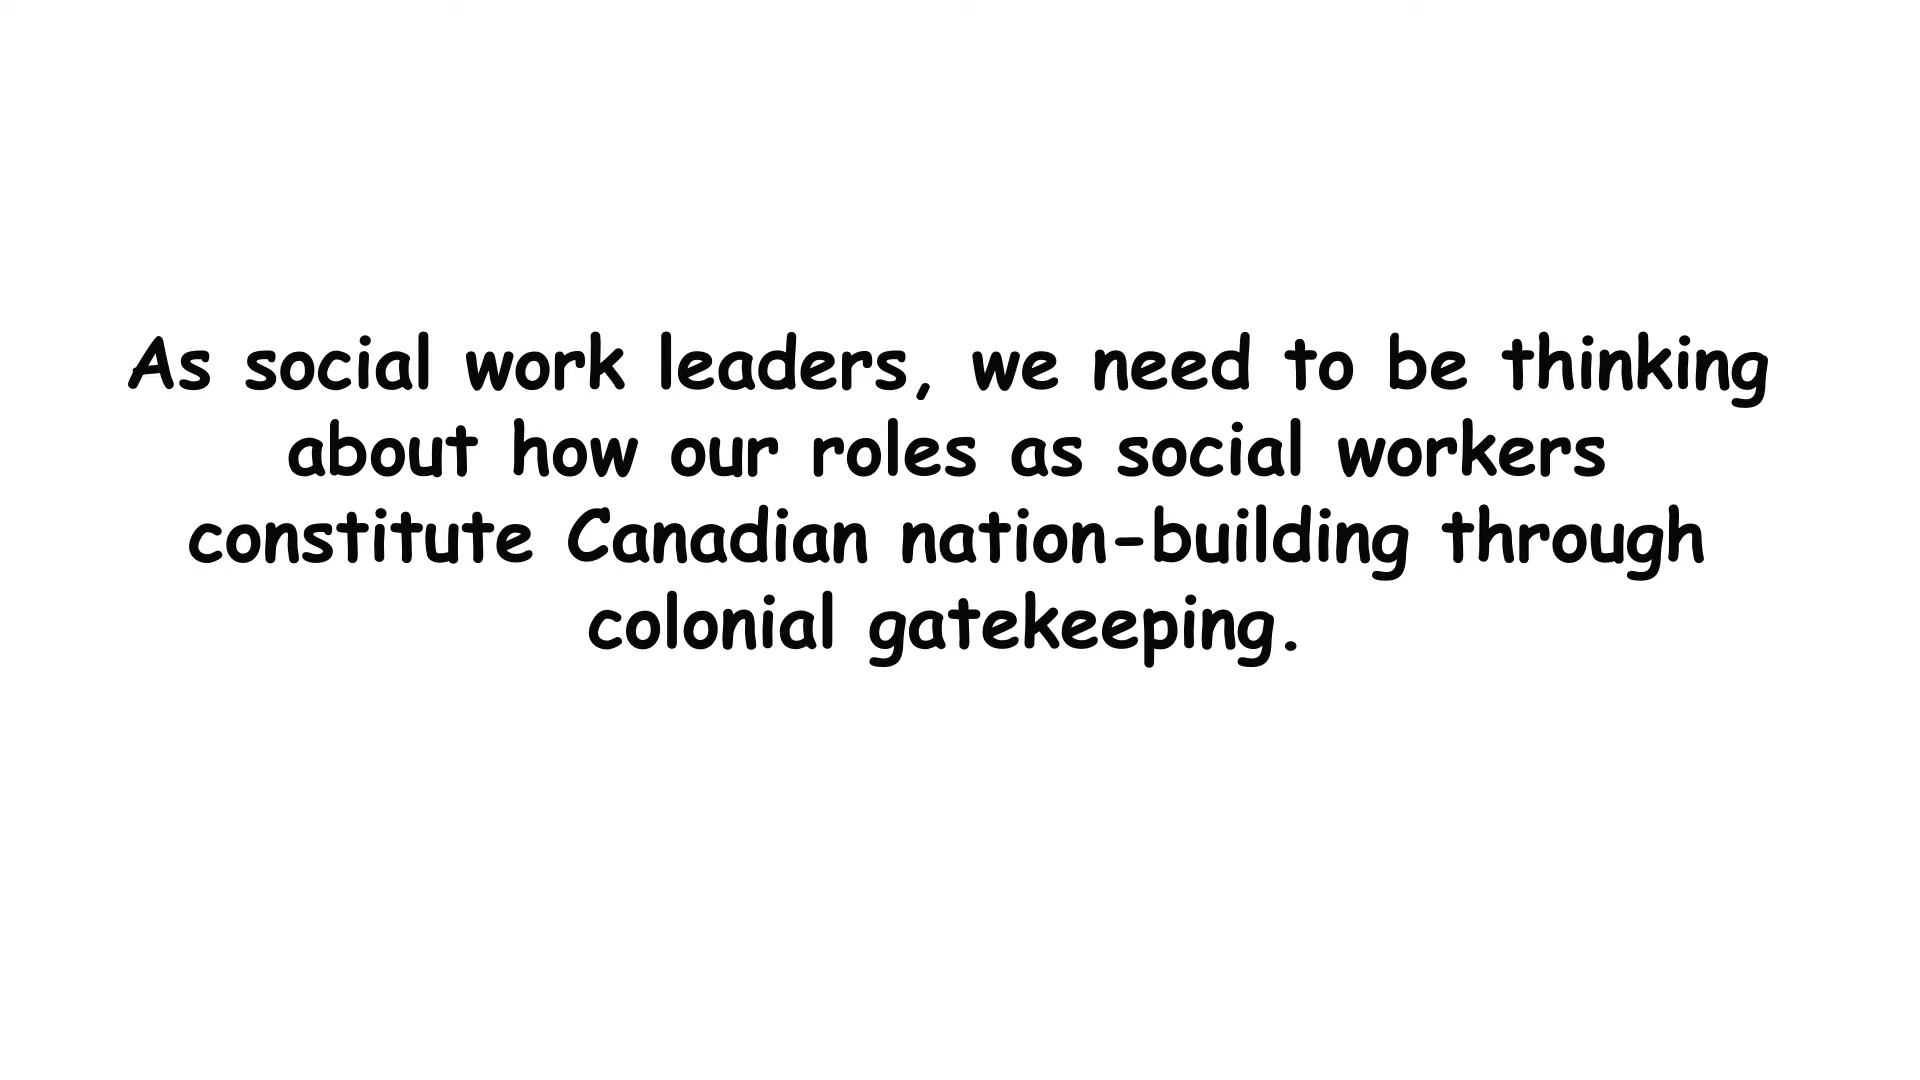 As social work leaders, we need to be thinking
about how our roles as social workers
constitute Canadian nation-building through
colonial gatekeeping.